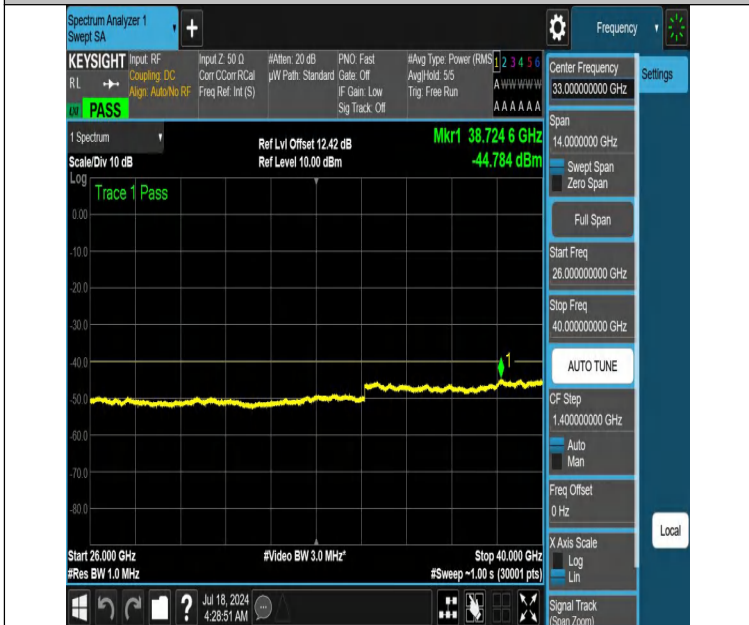 Spectrum Analyzer 1
Swept SA
Frequency
KEYSIGHT
RL
PASS
Input: RF
Coupling: DC
Align: Auto/No RF
Input Z: 50 Ω
Corr CCorr RCal
Freq Ref: Int (S)
#Atten: 20 dB
µW Path: Standard
PNO: Fast
Gate: Off
IF Gain: Low
Sig Track: Off
#Avg Type: Power (RMS
Avg|Hold: 5/5
Trig: Free Run
1 2 3 4 5 6
A W W W W W
A A A A A A
1 Spectrum
Scale/Div 10 dB
Ref Lvl Offset 12.42 dB
Ref Level 10.00 dBm
Mkr1 38.724 6 GHz
-44.784 dBm
Log
Trace 1 Pass
0.00
-10.0
-20.0
-30.0
-40.0
-50.0
-60.0
-70.0
-80.0
1
Start 26.000 GHz
#Res BW 1.0 MHz
#Video BW 3.0 MHz*
Stop 40.000 GHz
#Sweep ~1.00 s (30001 pts)
Jul 18, 2024
4:28:51 AM
Center Frequency
33.000000000 GHz
Settings
Span
14.0000000 GHz
Swept Span
Zero Span
Full Span
Start Freq
26.000000000 GHz
Stop Freq
40.000000000 GHz
AUTO TUNE
CF Step
1.400000000 GHz
Auto
Man
Freq Offset
0 Hz
X Axis Scale
Log
Lin
Local
Signal Track
(Span Zoom)